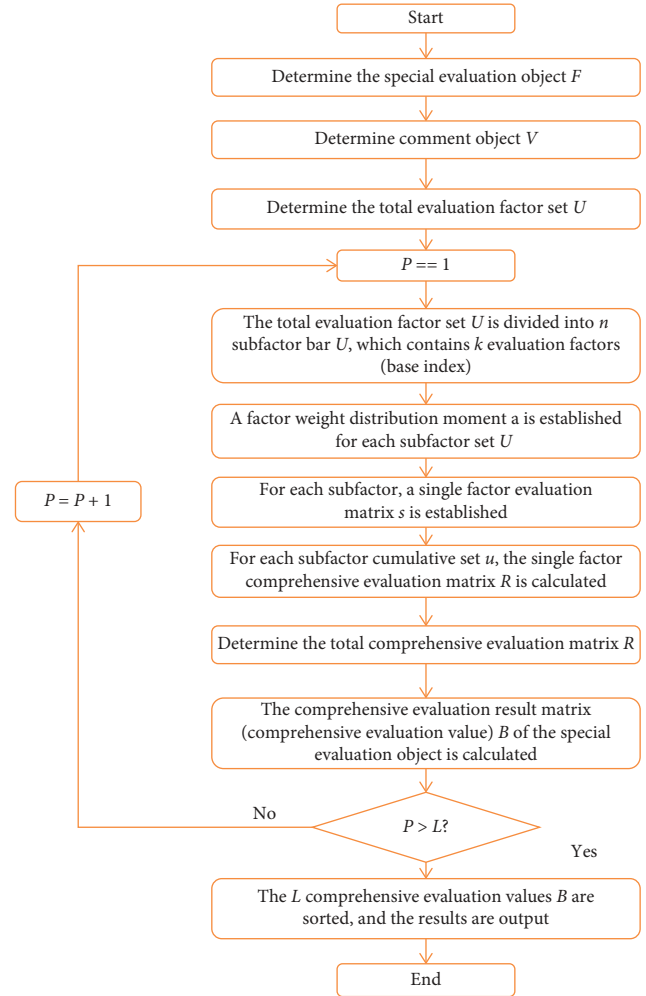 Start
Determine the special evaluation object F
Determine comment object V
Determine the total evaluation factor set U
P == 1
The total evaluation factor set U is divided into n
subfactor bar U, which contains k evaluation factors
(base index)
A factor weight distribution moment a is established
for each subfactor set U
P = P + 1
For each subfactor, a single factor evaluation
matrix s is established
For each subfactor cumulative set u, the single factor
comprehensive evaluation matrix R is calculated
Determine the total comprehensive evaluation matrix R
The comprehensive evaluation result matrix
(comprehensive evaluation value) B of the special
evaluation object is calculated
No
P > L?
Yes
The L comprehensive evaluation values B are
sorted, and the results are output
End